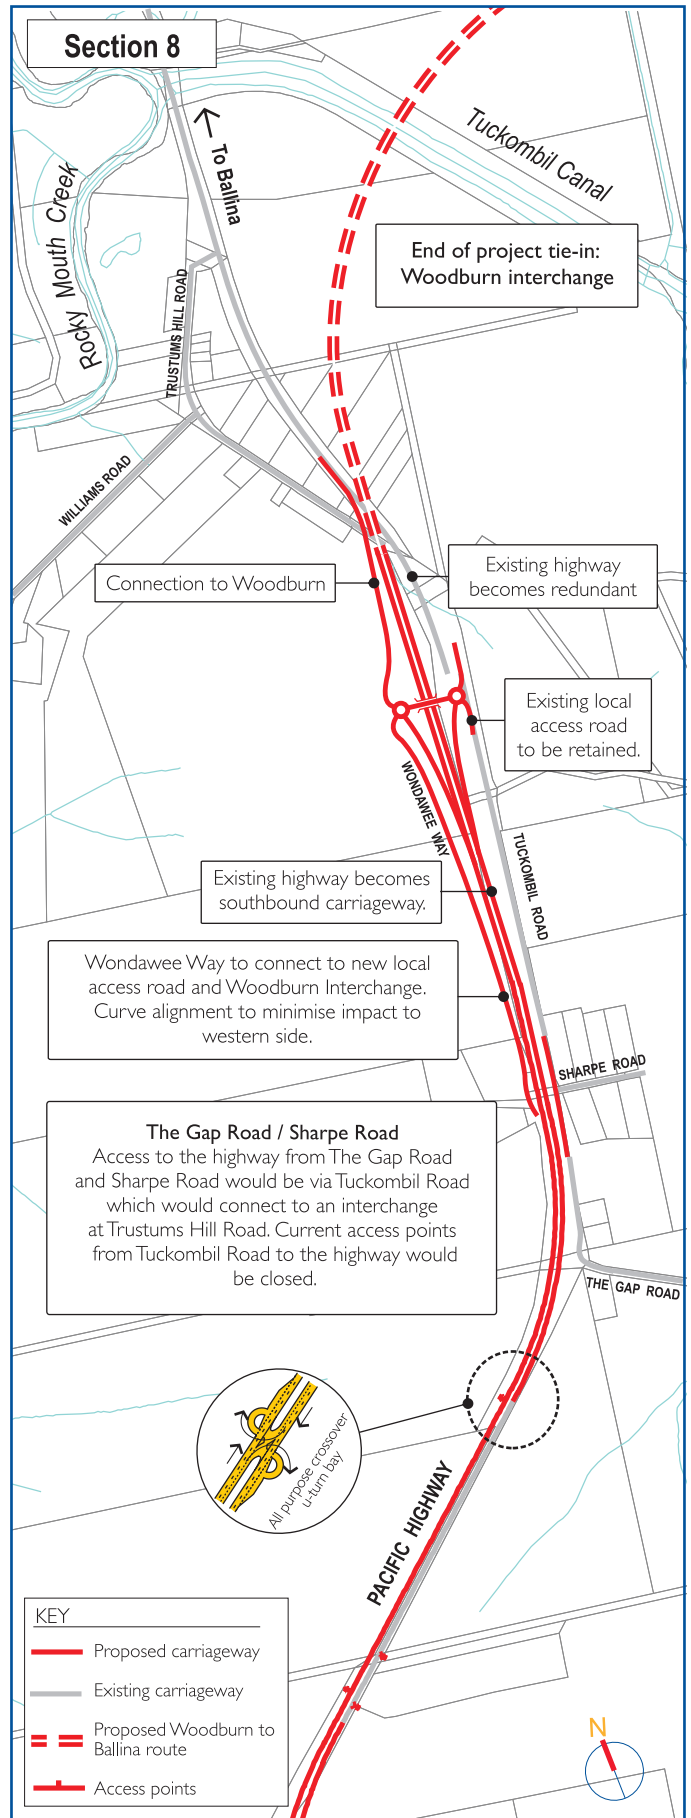 Section 8
To Ballina
Tuckombil Canal
Rocky Mouth Creek
End of project tie-in:
Woodburn interchange
TRUSTUMS HILL ROAD
WILLIAMS ROAD
Connection to Woodburn
Existing highway
becomes redundant
Existing local
access road
to be retained.
WONDAWEE WAY
TUCKOMBIL ROAD
Existing highway becomes
southbound carriageway.
Wondawee Way to connect to new local
access road and Woodburn Interchange.
Curve alignment to minimise impact to
western side.
SHARPE ROAD
The Gap Road / Sharpe Road
Access to the highway from The Gap Road
and Sharpe Road would be via Tuckombil Road
which would connect to an interchange
at Trustums Hill Road. Current access points
from Tuckombil Road to the highway would
be closed.
THE GAP ROAD
All purpose crossover
u-turn bay
PACIFIC HIGHWAY
KEY
Proposed carriageway
Existing carriageway
Proposed Woodburn to
Ballina route
Access points
N